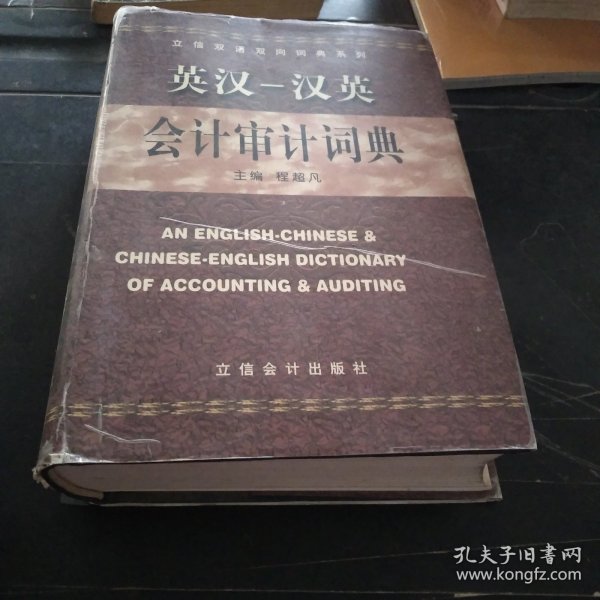 立信双语双向词典系列
英汉－汉英
会计审计词典
主编 程超凡
AN ENGLISH-CHINESE &
CHINESE-ENGLISH DICTIONARY
OF ACCOUNTING & AUDITING
立信会计出版社
孔夫子旧书网
www.kongfz.com